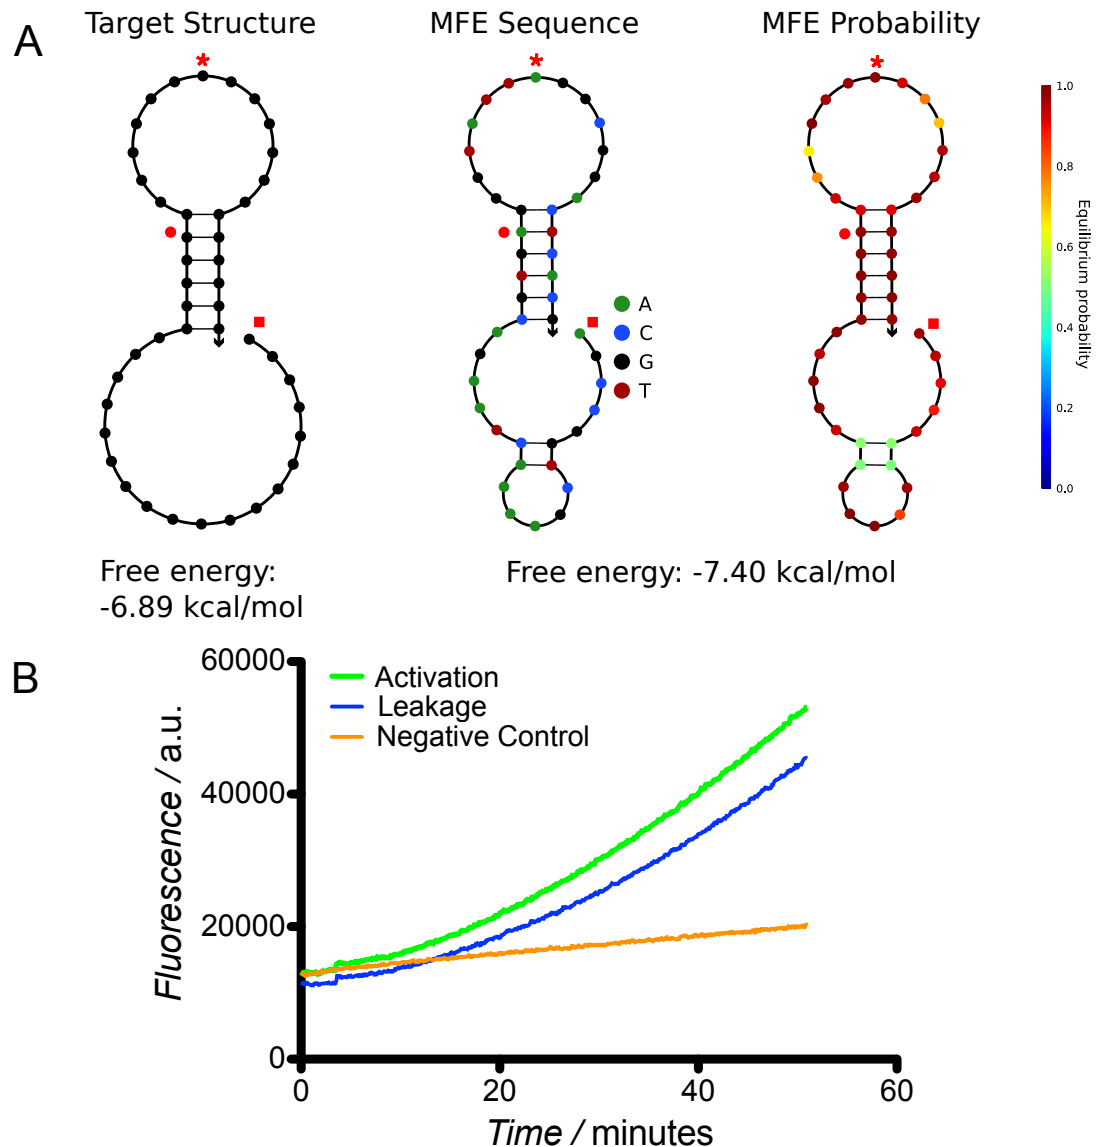 A
Target Structure
MFE Sequence
MFE Probability
*
*
*
1.0
0.8
0.6
0.4
0.2
0.0
Equilibrium probability
A
C
G
T
Free energy:
-6.89 kcal/mol
Free energy: -7.40 kcal/mol
B
60000
40000
20000
0
Fluorescence / a.u.
Activation
Leakage
Negative Control
0
20
40
60
Time / minutes